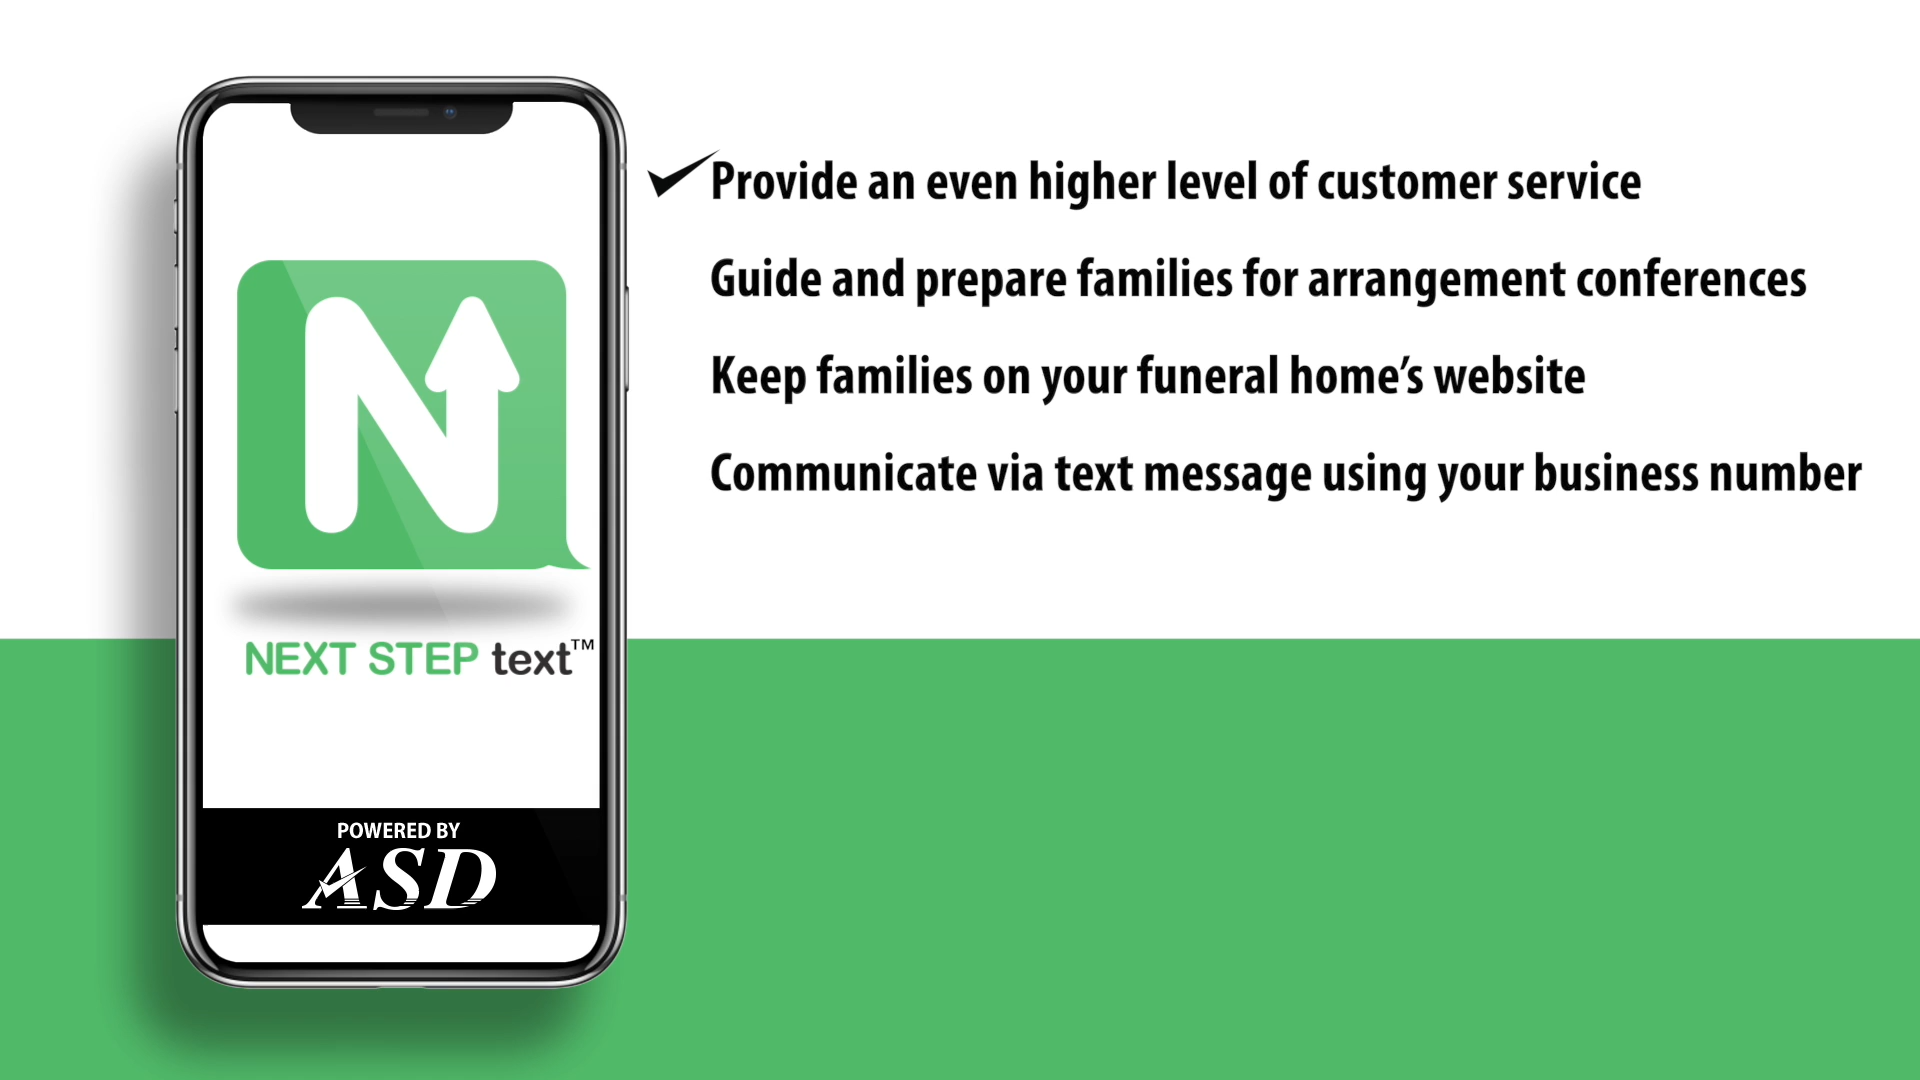 Provide an even higher level of customer service
Guide and prepare families for arrangement conferences
Keep families on your funeral home’s website
Communicate via text message using your business number
N
NEXT STEP text™
POWERED BY
ASD